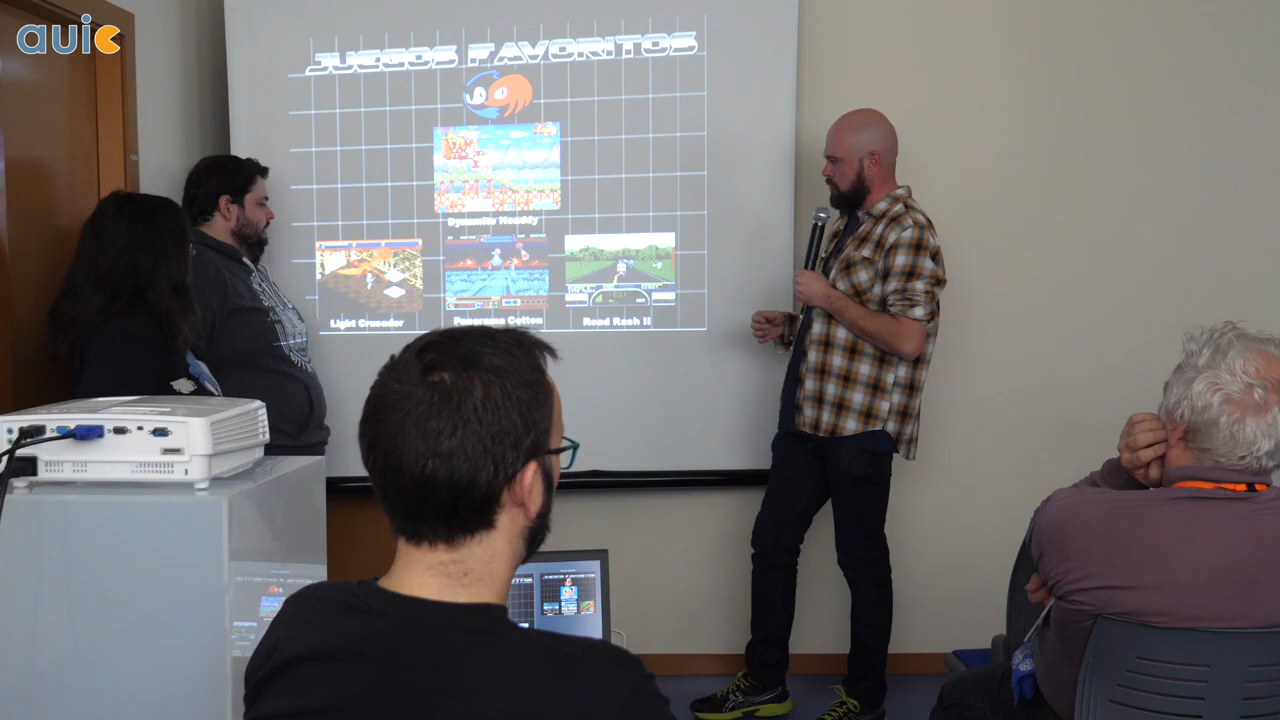 auic
JUEGOS FAVORITOS
Dynamite Headdy
Light Crusader
Panorama Cotton
Road Rash II